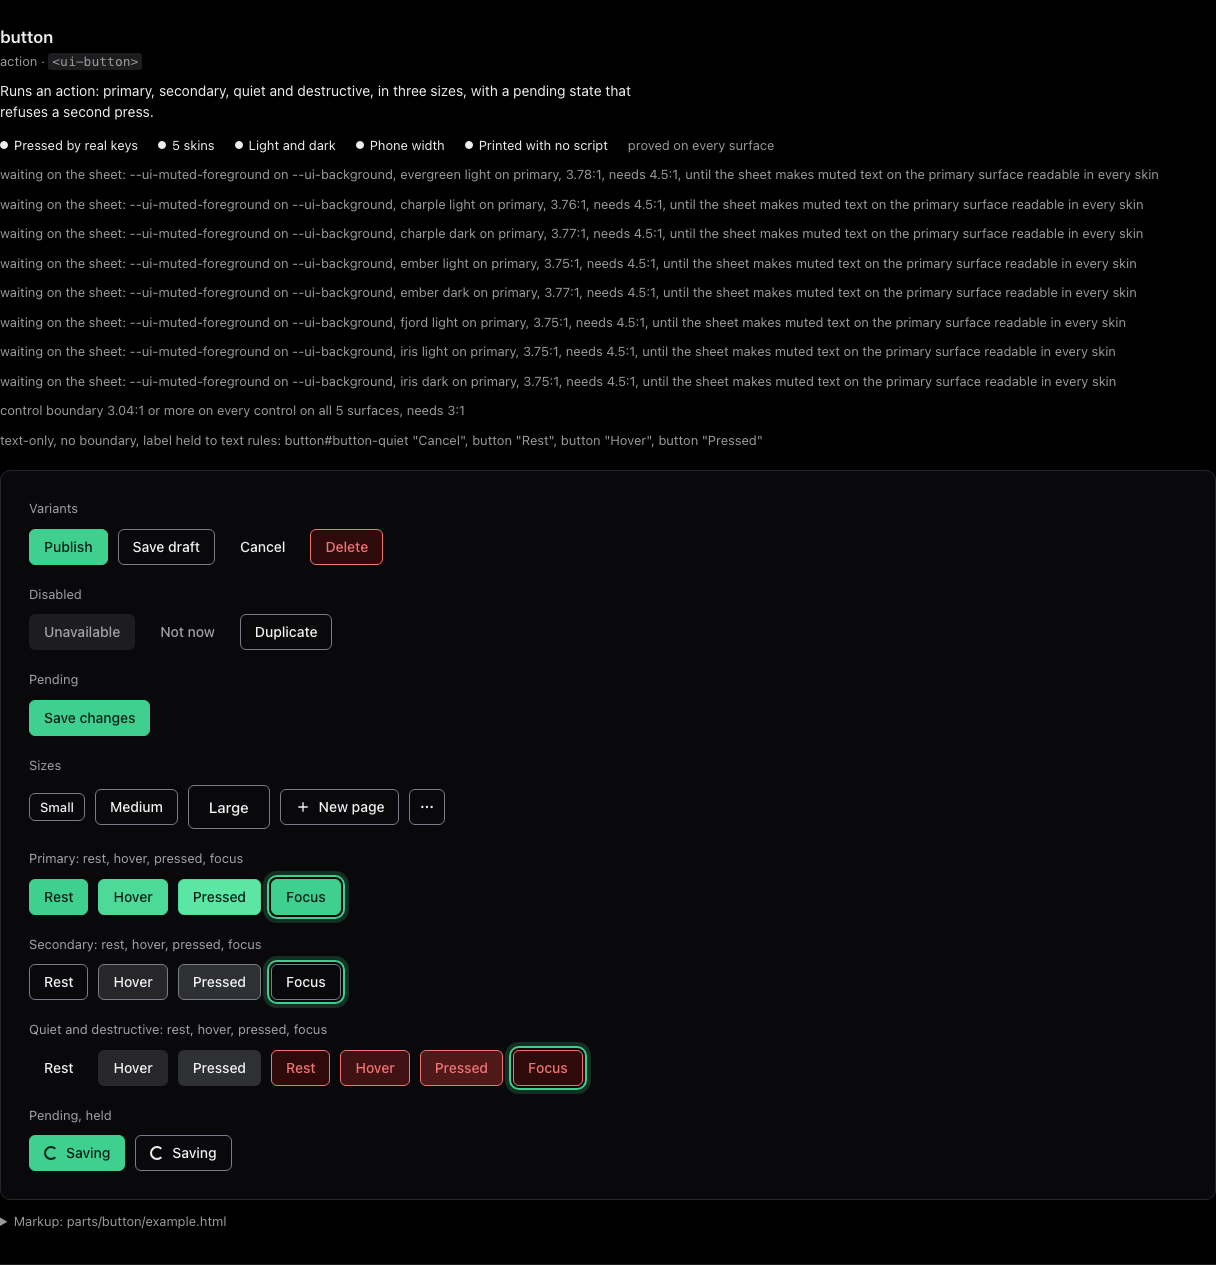 button
action · <ui-button>
Runs an action: primary, secondary, quiet and destructive, in three sizes, with a pending state that
refuses a second press.
Pressed by real keys 5 skins Light and dark Phone width Printed with no script proved on every surface
waiting on the sheet: --ui-muted-foreground on --ui-background, evergreen light on primary, 3.78:1, needs 4.5:1, until the sheet makes muted text on the primary surface readable in every skin
waiting on the sheet: --ui-muted-foreground on --ui-background, charple light on primary, 3.76:1, needs 4.5:1, until the sheet makes muted text on the primary surface readable in every skin
waiting on the sheet: --ui-muted-foreground on --ui-background, charple dark on primary, 3.77:1, needs 4.5:1, until the sheet makes muted text on the primary surface readable in every skin
waiting on the sheet: --ui-muted-foreground on --ui-background, ember light on primary, 3.75:1, needs 4.5:1, until the sheet makes muted text on the primary surface readable in every skin
waiting on the sheet: --ui-muted-foreground on --ui-background, ember dark on primary, 3.77:1, needs 4.5:1, until the sheet makes muted text on the primary surface readable in every skin
waiting on the sheet: --ui-muted-foreground on --ui-background, fjord light on primary, 3.75:1, needs 4.5:1, until the sheet makes muted text on the primary surface readable in every skin
waiting on the sheet: --ui-muted-foreground on --ui-background, iris light on primary, 3.75:1, needs 4.5:1, until the sheet makes muted text on the primary surface readable in every skin
waiting on the sheet: --ui-muted-foreground on --ui-background, iris dark on primary, 3.75:1, needs 4.5:1, until the sheet makes muted text on the primary surface readable in every skin
control boundary 3.04:1 or more on every control on all 5 surfaces, needs 3:1
text-only, no boundary, label held to text rules: button#button-quiet "Cancel", button "Rest", button "Hover", button "Pressed"
Variants
Publish Save draft Cancel Delete
Disabled
Unavailable Not now Duplicate
Pending
Save changes
Sizes
Small Medium Large + New page ···
Primary: rest, hover, pressed, focus
Rest Hover Pressed Focus
Secondary: rest, hover, pressed, focus
Rest Hover Pressed Focus
Quiet and destructive: rest, hover, pressed, focus
Rest Hover Pressed Rest Hover Pressed Focus
Pending, held
Saving Saving
Markup: parts/button/example.html